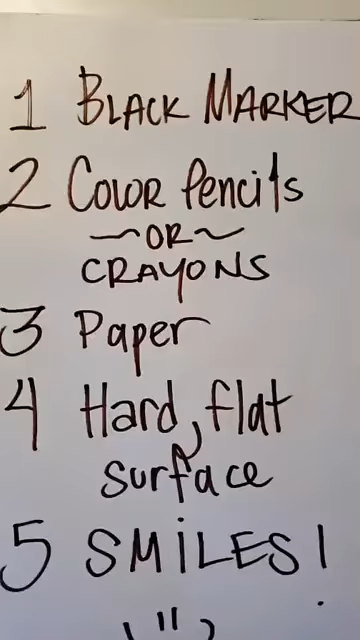 1 BLACK MARKER
2 Color Pencils
~OR~
CRAYONS
3 Paper
4 Hard, flat
surface
5 SMILES!